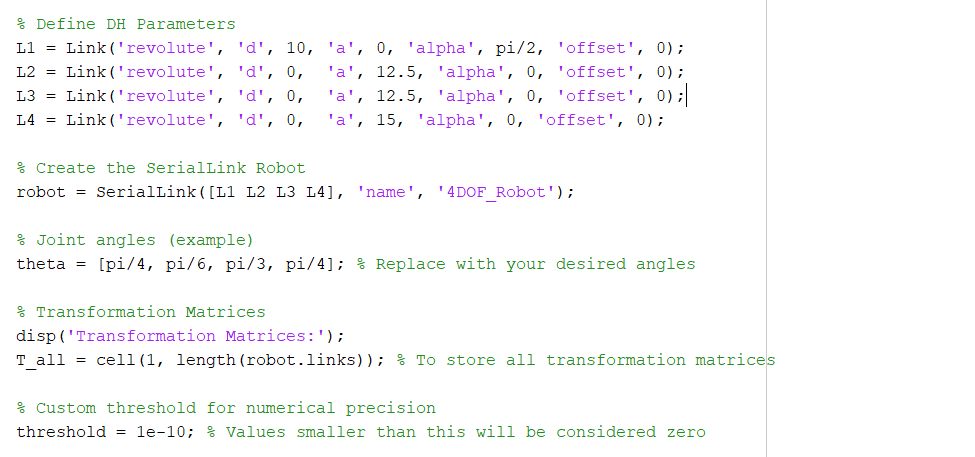 % Define DH Parameters
L1 = Link('revolute', 'd', 10, 'a', 0, 'alpha', pi/2, 'offset', 0);
L2 = Link('revolute', 'd', 0,  'a', 12.5, 'alpha', 0, 'offset', 0);
L3 = Link('revolute', 'd', 0,  'a', 12.5, 'alpha', 0, 'offset', 0);
L4 = Link('revolute', 'd', 0,  'a', 15, 'alpha', 0, 'offset', 0);
% Create the SerialLink Robot
robot = SerialLink([L1 L2 L3 L4], 'name', '4DOF_Robot');
% Joint angles (example)
theta = [pi/4, pi/6, pi/3, pi/4]; % Replace with your desired angles
% Transformation Matrices
disp('Transformation Matrices:');
T_all = cell(1, length(robot.links)); % To store all transformation matrices
% Custom threshold for numerical precision
threshold = 1e-10; % Values smaller than this will be considered zero